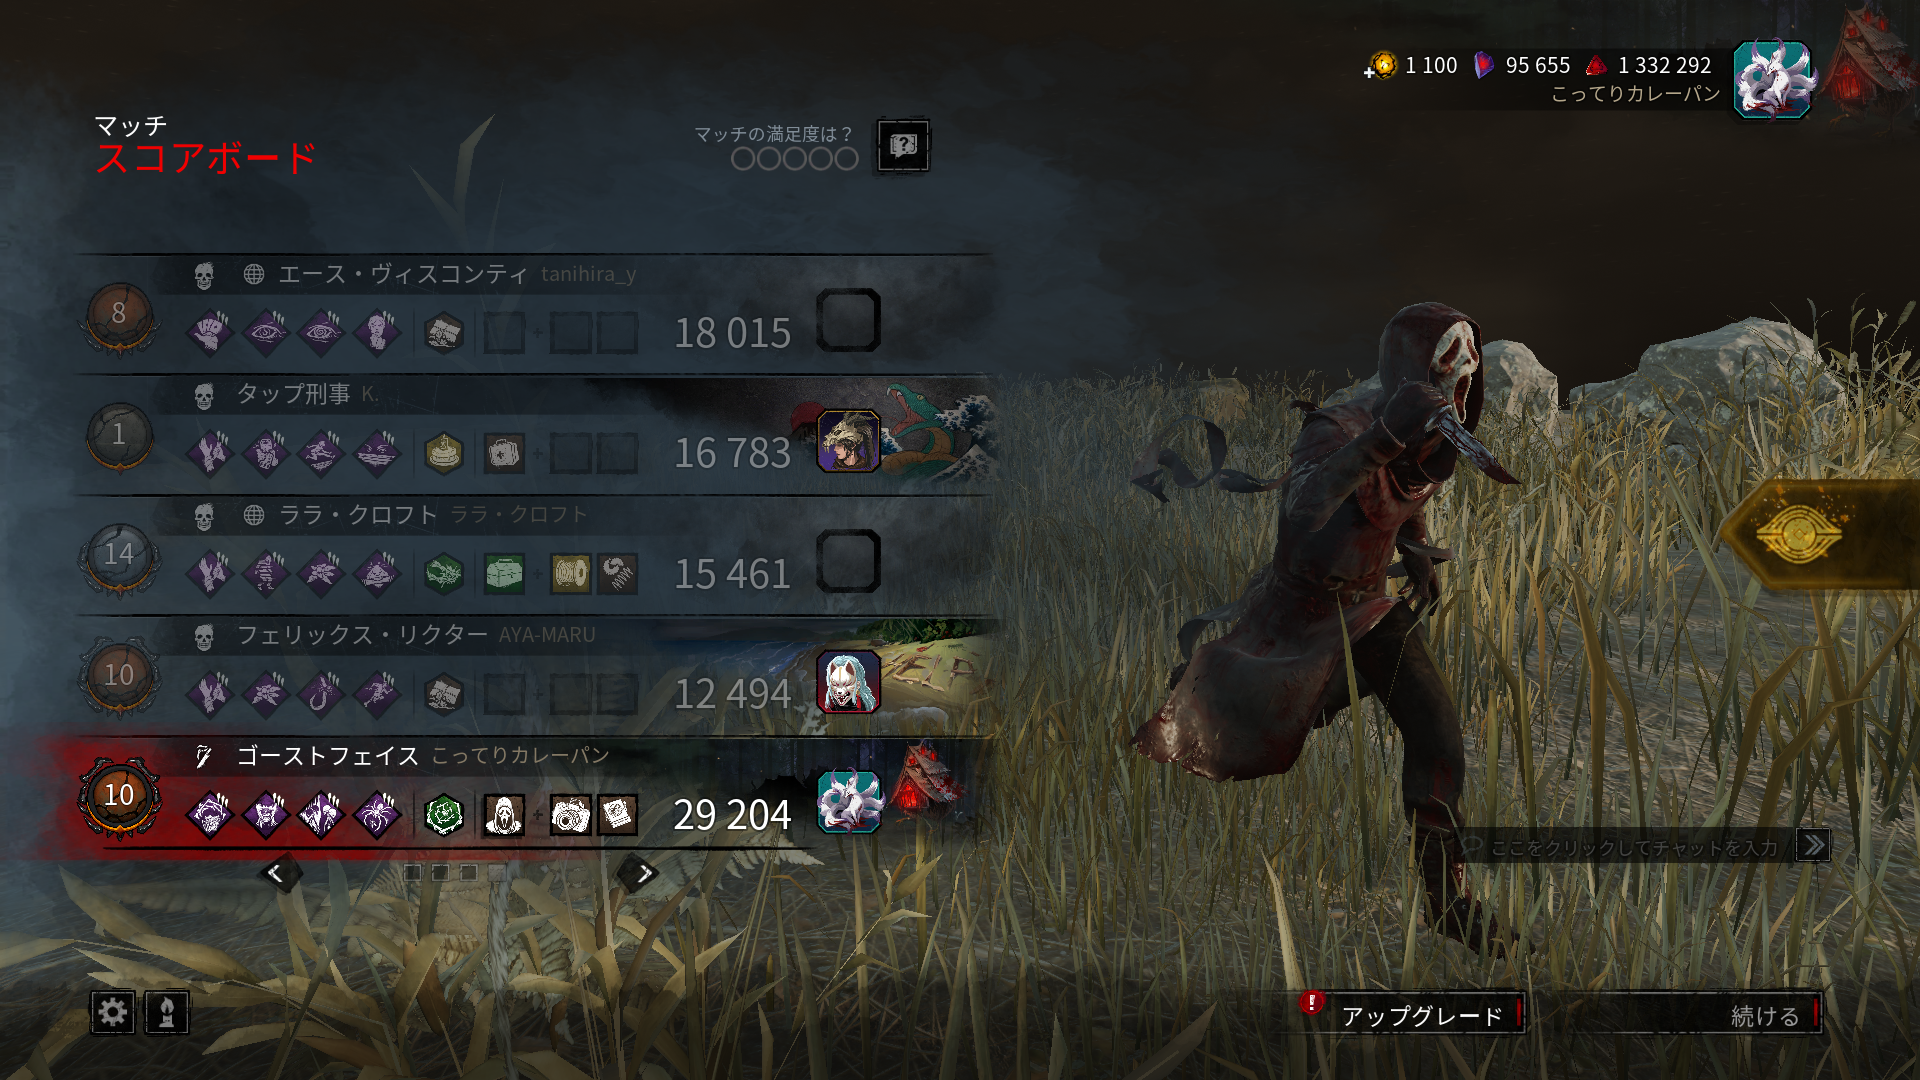 1 100 95 655 1 332 292
こってりカレーパン
マッチ
スコアボード
マッチの満足度は？
8 エース・ヴィスコンティ tanihira_y
18 015
1 タップ刑事 K.
16 783
14 ララ・クロフト ララ・クロフト
15 461
10 フェリックス・リクター AYA-MARU
12 494
HELP
10 ゴーストフェイス こってりカレーパン
29 204
ここをクリックしてチャットを入力
アップグレード
続ける